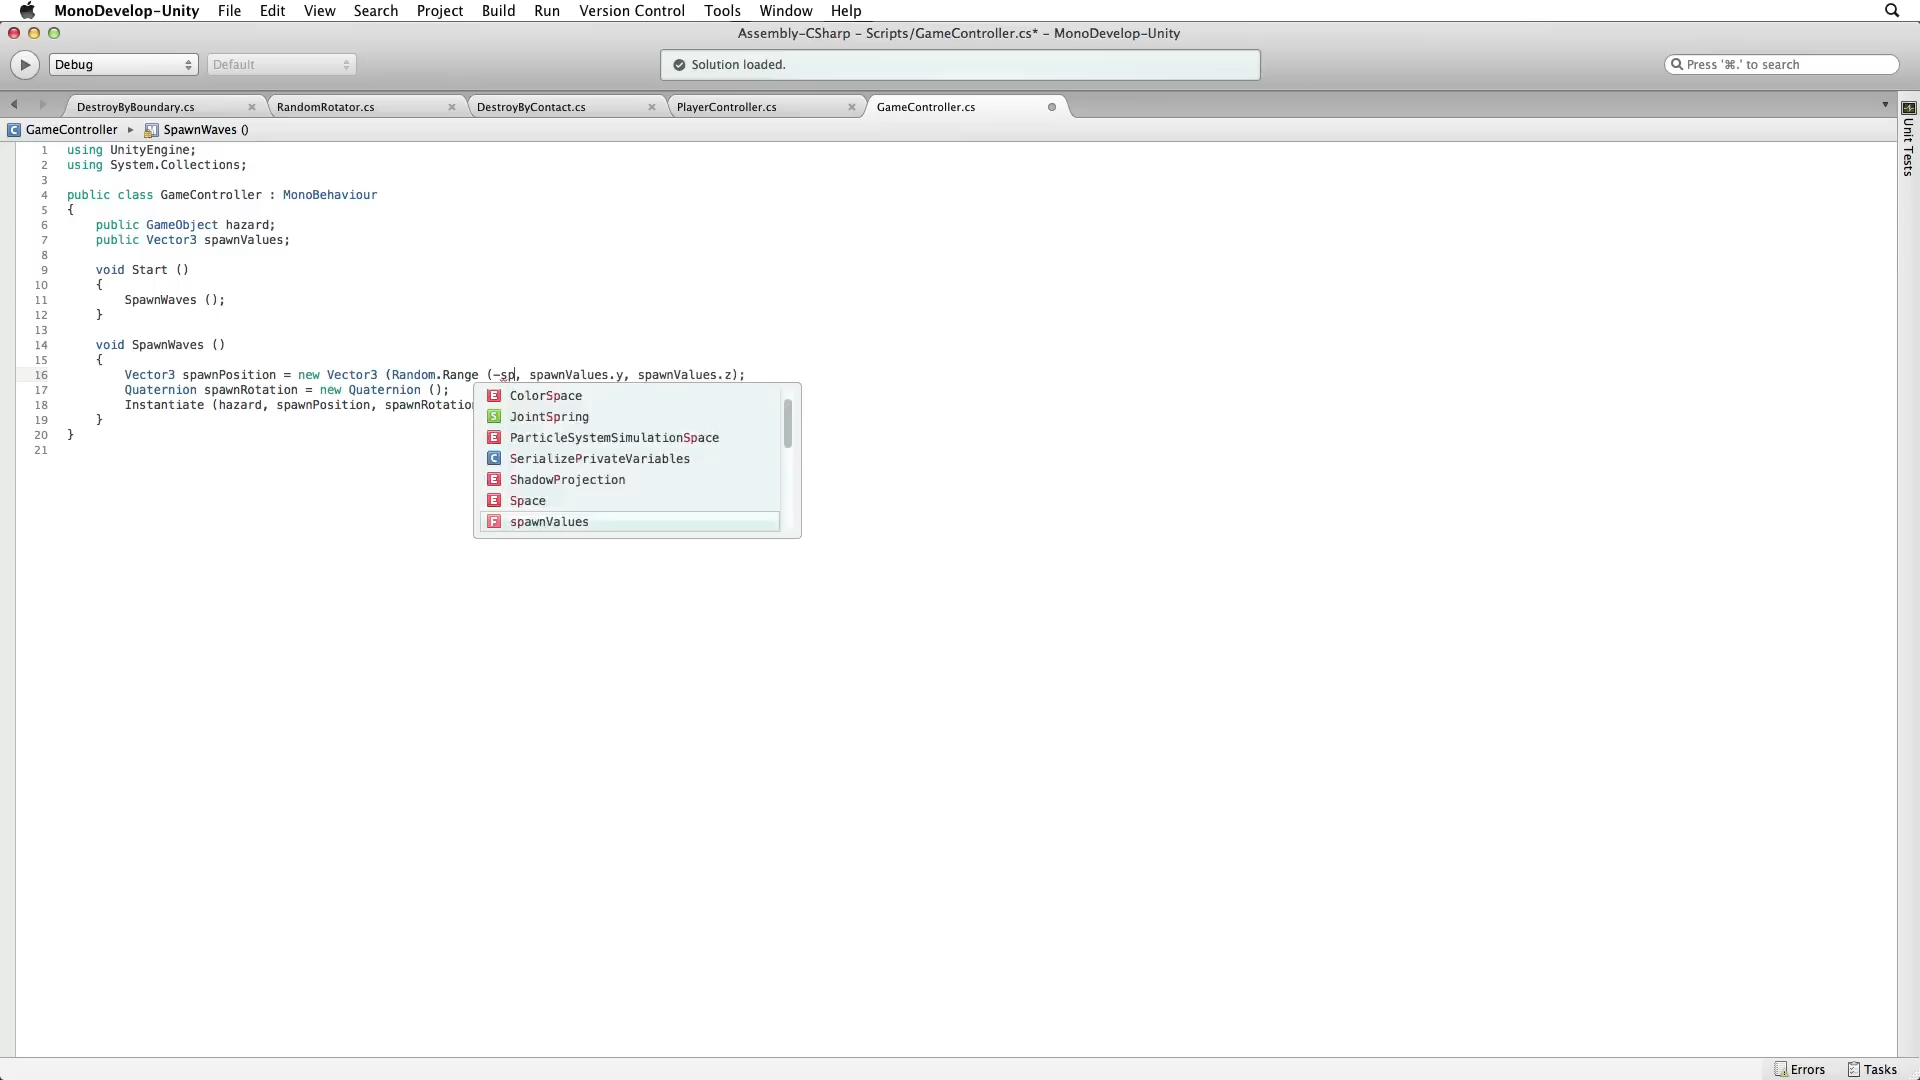 MonoDevelop-Unity File Edit View Search Project Build Run Version Control Tools Window Help
Assembly-CSharp – Scripts/GameController.cs* – MonoDevelop-Unity
Debug Default Solution loaded. Press '⌘.' to search
DestroyByBoundary.cs RandomRotator.cs DestroyByContact.cs PlayerController.cs GameController.cs
GameController ▸ SpawnWaves ()
Unit Tests
1 using UnityEngine;
2 using System.Collections;
3
4 public class GameController : MonoBehaviour
5 {
6 public GameObject hazard;
7 public Vector3 spawnValues;
8
9 void Start ()
10 {
11 SpawnWaves ();
12 }
13
14 void SpawnWaves ()
15 {
16 Vector3 spawnPosition = new Vector3 (Random.Range (-sp, spawnValues.y, spawnValues.z);
17 Quaternion spawnRotation = new Quaternion ();
18 Instantiate (hazard, spawnPosition, spawnRotation
19 }
20 }
21
E ColorSpace
S JointSpring
E ParticleSystemSimulationSpace
C SerializePrivateVariables
E ShadowProjection
E Space
F spawnValues
Errors Tasks